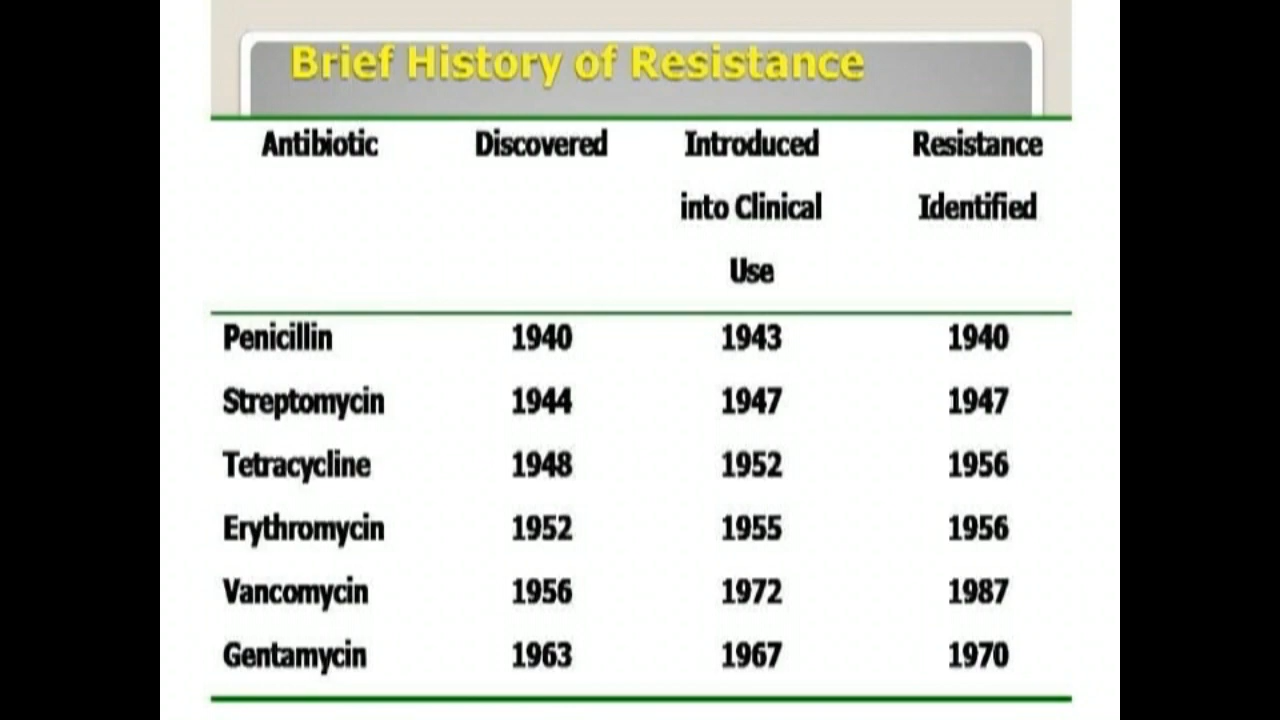 Brief History of Resistance
Antibiotic Discovered Introduced Resistance
into Clinical Identified
Use
Penicillin 1940 1943 1940
Streptomycin 1944 1947 1947
Tetracycline 1948 1952 1956
Erythromycin 1952 1955 1956
Vancomycin 1956 1972 1987
Gentamycin 1963 1967 1970